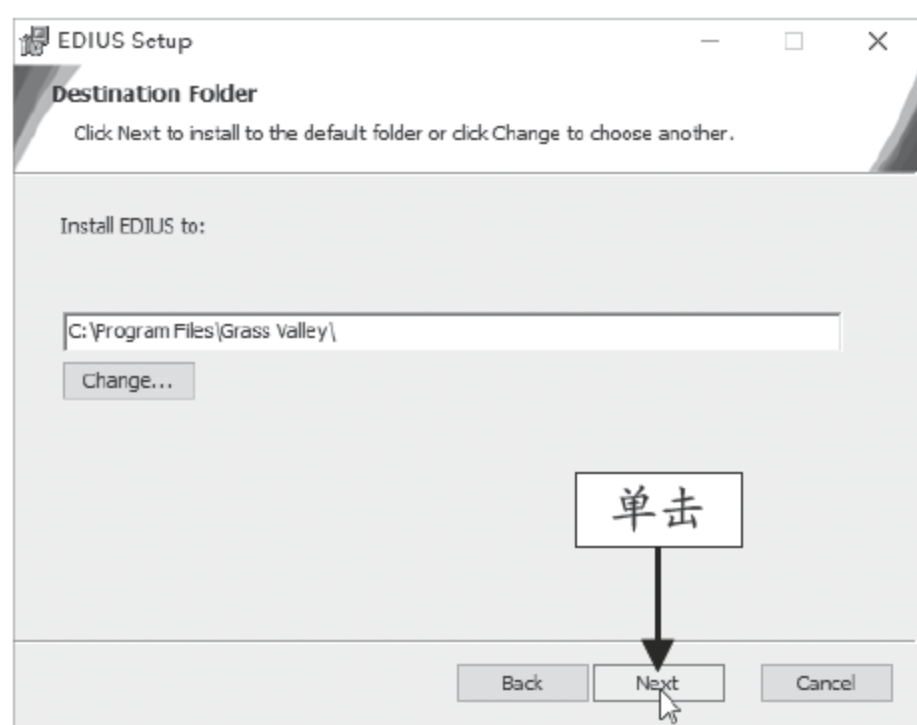 EDIUS Setup
Destination Folder
Click Next to install to the default folder or click Change to choose another.
Install EDIUS to:
C:\Program Files\Grass Valley\
Change...
单击
Back
Next
Cancel